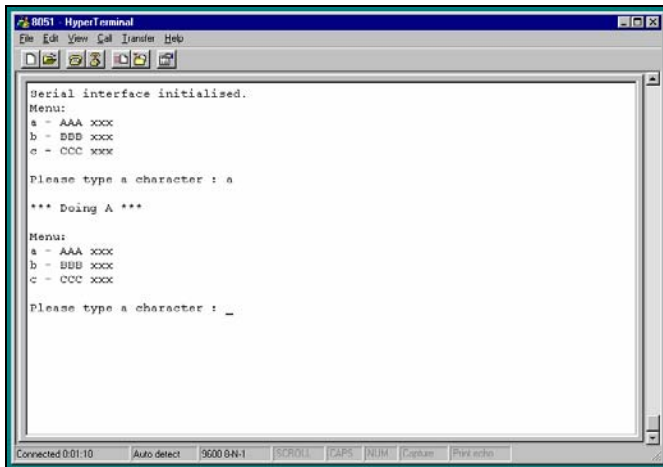 8051 - HyperTerminal
File Edit View Call Transfer Help
Serial interface initialised.
Menu:
a - AAA xxx
b - BBB xxx
c - CCC xxx
Please type a character : a
*** Doing A ***
Menu:
a - AAA xxx
b - BBB xxx
c - CCC xxx
Please type a character : _
Connected 0:01:10 Auto detect 9600 8-N-1 SCROLL CAPS NUM Capture Print echo